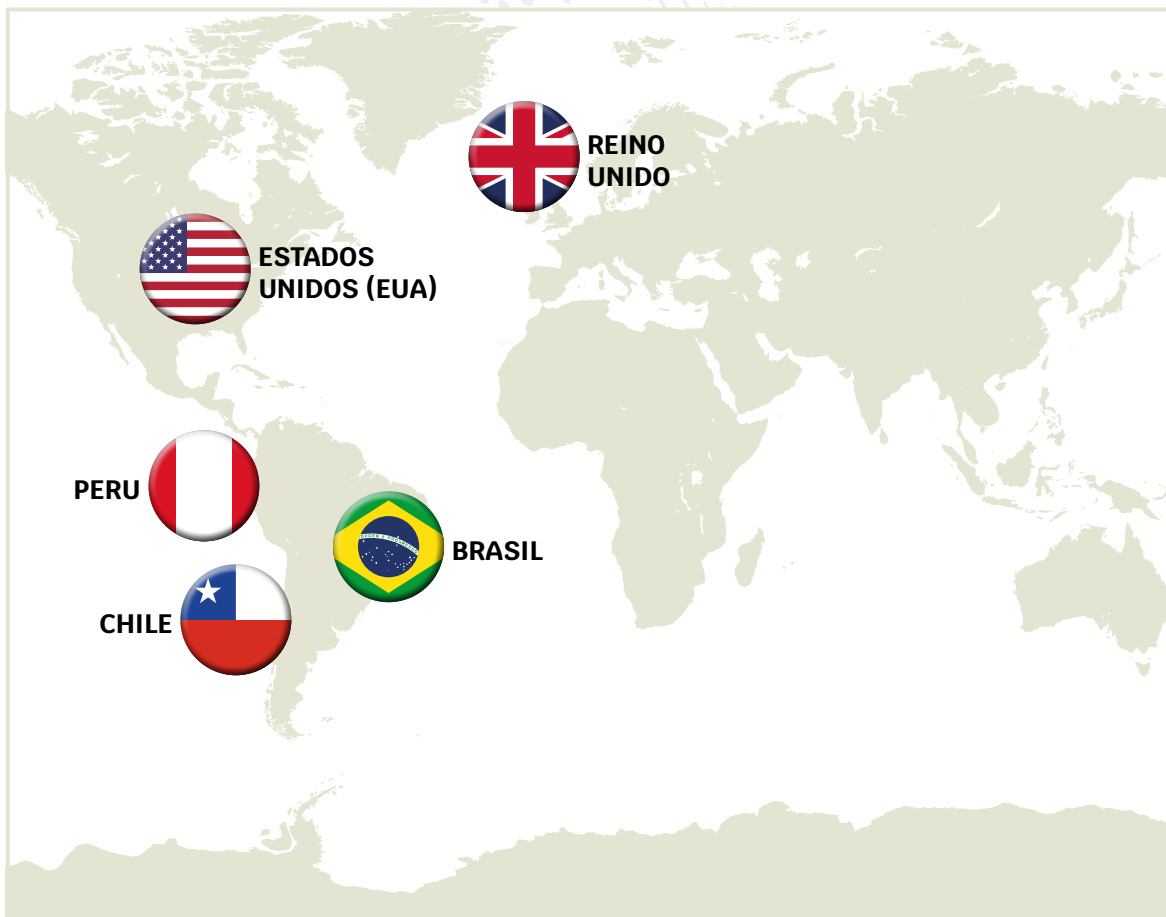 REINO
UNIDO
ESTADOS
UNIDOS (EUA)
PERU
BRASIL
CHILE